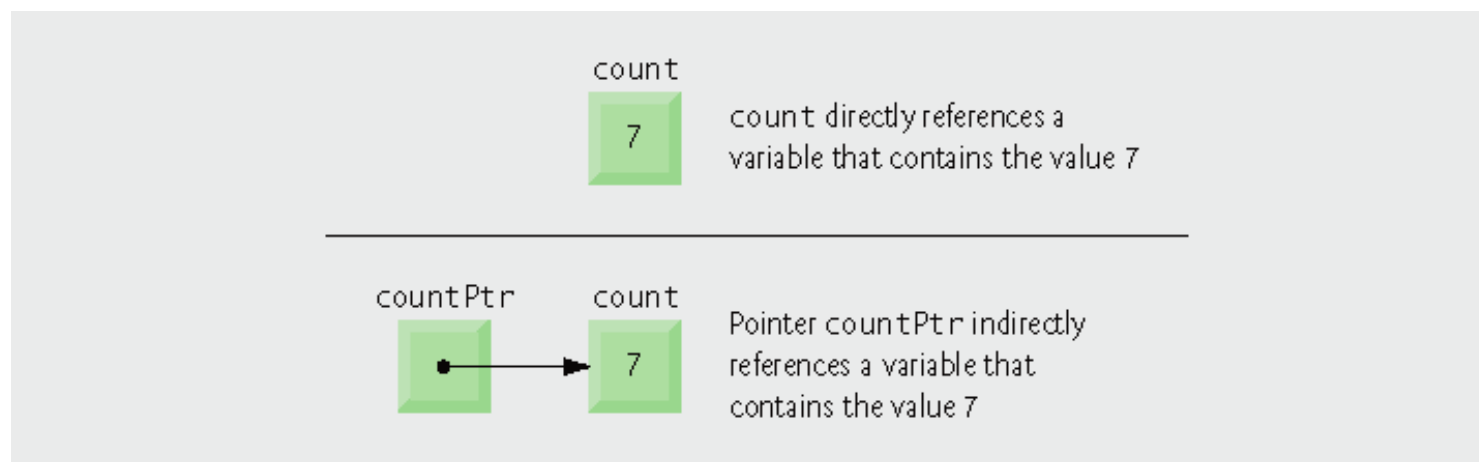 count
7
count directly references a
variable that contains the value 7
countPtr
count
7
Pointer countPtr indirectly
references a variable that
contains the value 7